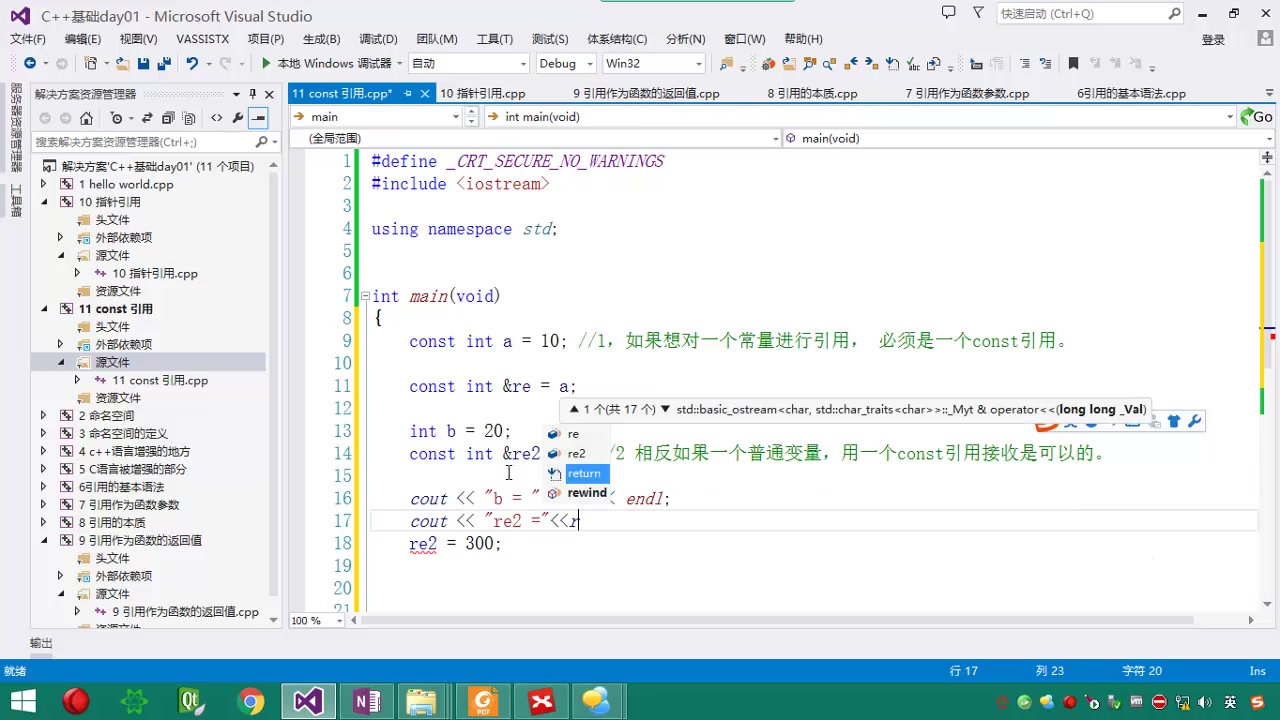 C++基础day01 - Microsoft Visual Studio
快速启动 (Ctrl+Q)
文件(F) 编辑(E) 视图(V) VASSISTX 项目(P) 生成(B) 调试(D) 团队(M) 工具(T) 测试(S) 体系结构(C) 分析(N) 窗口(W) 帮助(H) 登录
本地 Windows 调试器 自动 Debug Win32
服务器资源管理器
工具箱
解决方案资源管理器
11 const 引用.cpp* 10 指针引用.cpp 9 引用作为函数的返回值.cpp 8 引用的本质.cpp 7 引用作为函数参数.cpp 6引用的基本语法.cpp
main int main(void) Go
搜索解决方案资源管理器(Ctrl+;)
(全局范围) main(void)
解决方案'C++基础day01' (11 个项目)
1 hello world.cpp
10 指针引用
头文件
外部依赖项
源文件
10 指针引用.cpp
资源文件
11 const 引用
头文件
外部依赖项
源文件
11 const 引用.cpp
资源文件
2 命名空间
3 命名空间的定义
4 c++语言增强的地方
5 C语言被增强的部分
6引用的基本语法
7 引用作为函数参数
8 引用的本质
9 引用作为函数的返回值
头文件
外部依赖项
源文件
9 引用作为函数的返回值.cpp
1 #define _CRT_SECURE_NO_WARNINGS
2 #include <iostream>
3
4 using namespace std;
5
6
7 int main(void)
8 {
9 const int a = 10; //1，如果想对一个常量进行引用， 必须是一个const引用。
10
11 const int &re = a;
12
▲ 1 个(共 17 个) ▼ std::basic_ostream<char, std::char_traits<char>>::_Myt & operator<<(long long _Val)
13 int b = 20;
14 const int &re2 /2 相反如果一个普通变量，用一个const引用接收是可以的。
15
16 cout << "b = " < endl;
17 cout << "re2 ="<<r
18 re2 = 300;
19
20
21
re
re2
return
rewind
100 %
输出
就绪 行 17 列 23 字符 20 Ins
英